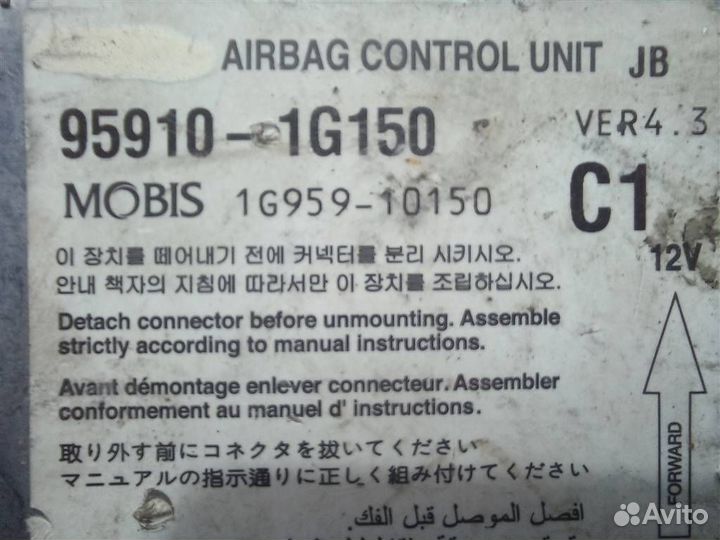 AIRBAG CONTROL UNIT JB
95910-1G150 VER4.3
MOBIS 1G959-10150 C1
12V
이 장치를 떼어내기 전에 커넥터를 분리 시키시오.
안내 책자의 지침에 따라서만 이 장치를 조립하십시오.
Detach connector before unmounting. Assemble
strictly according to manual instructions.
Avant démontage enlever connecteur. Assembler
conformement au manuel d' instructions.
取り外す前にコネクタを抜いてください
マニュアルの指示通りに正しく組み付けてください
FORWARD
افصل الموصل قبل الفك.
Avito